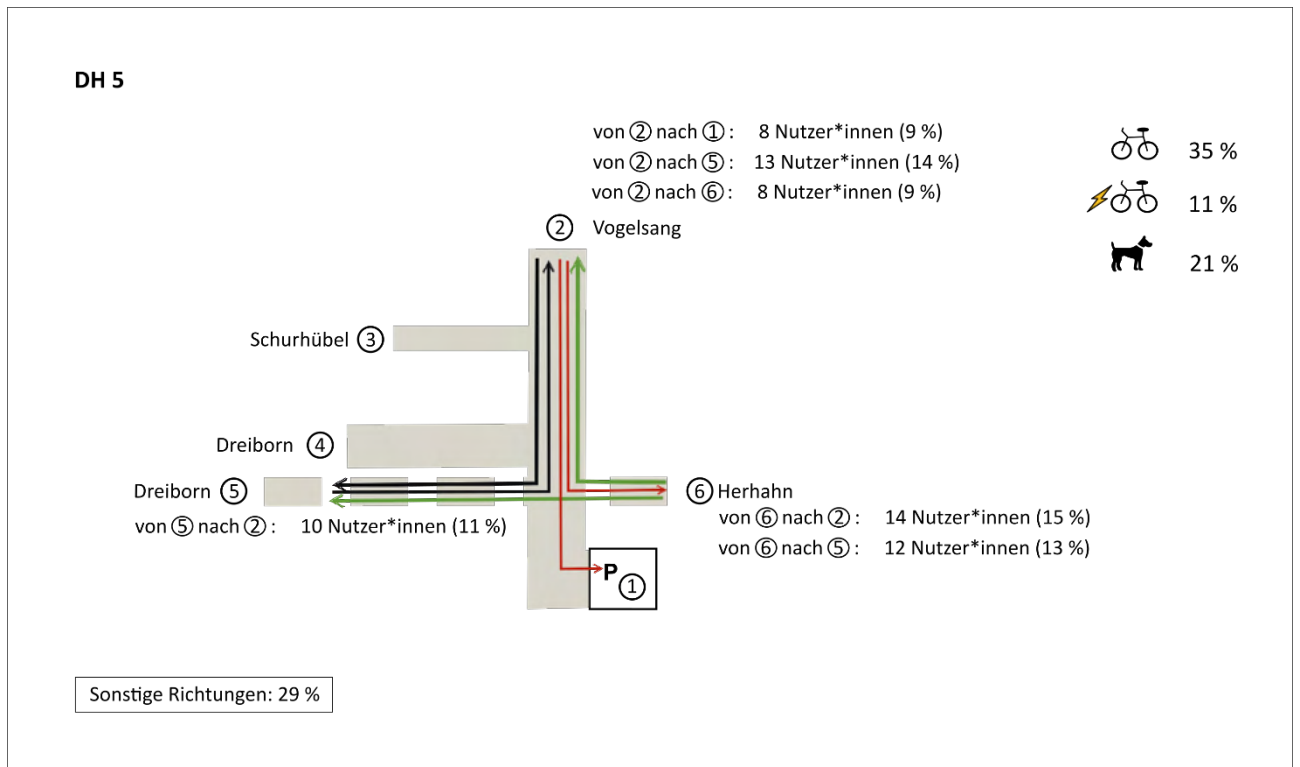 DH 5
von ② nach ①: 8 Nutzer*innen (9 %)
von ② nach ⑤: 13 Nutzer*innen (14 %)
von ② nach ⑥: 8 Nutzer*innen (9 %)
35 %
11 %
21 %
② Vogelsang
Schurhübel ③
Dreiborn ④
Dreiborn ⑤
von ⑤ nach ②: 10 Nutzer*innen (11 %)
⑥ Herhahn
von ⑥ nach ②: 14 Nutzer*innen (15 %)
von ⑥ nach ⑤: 12 Nutzer*innen (13 %)
P ①
Sonstige Richtungen: 29 %